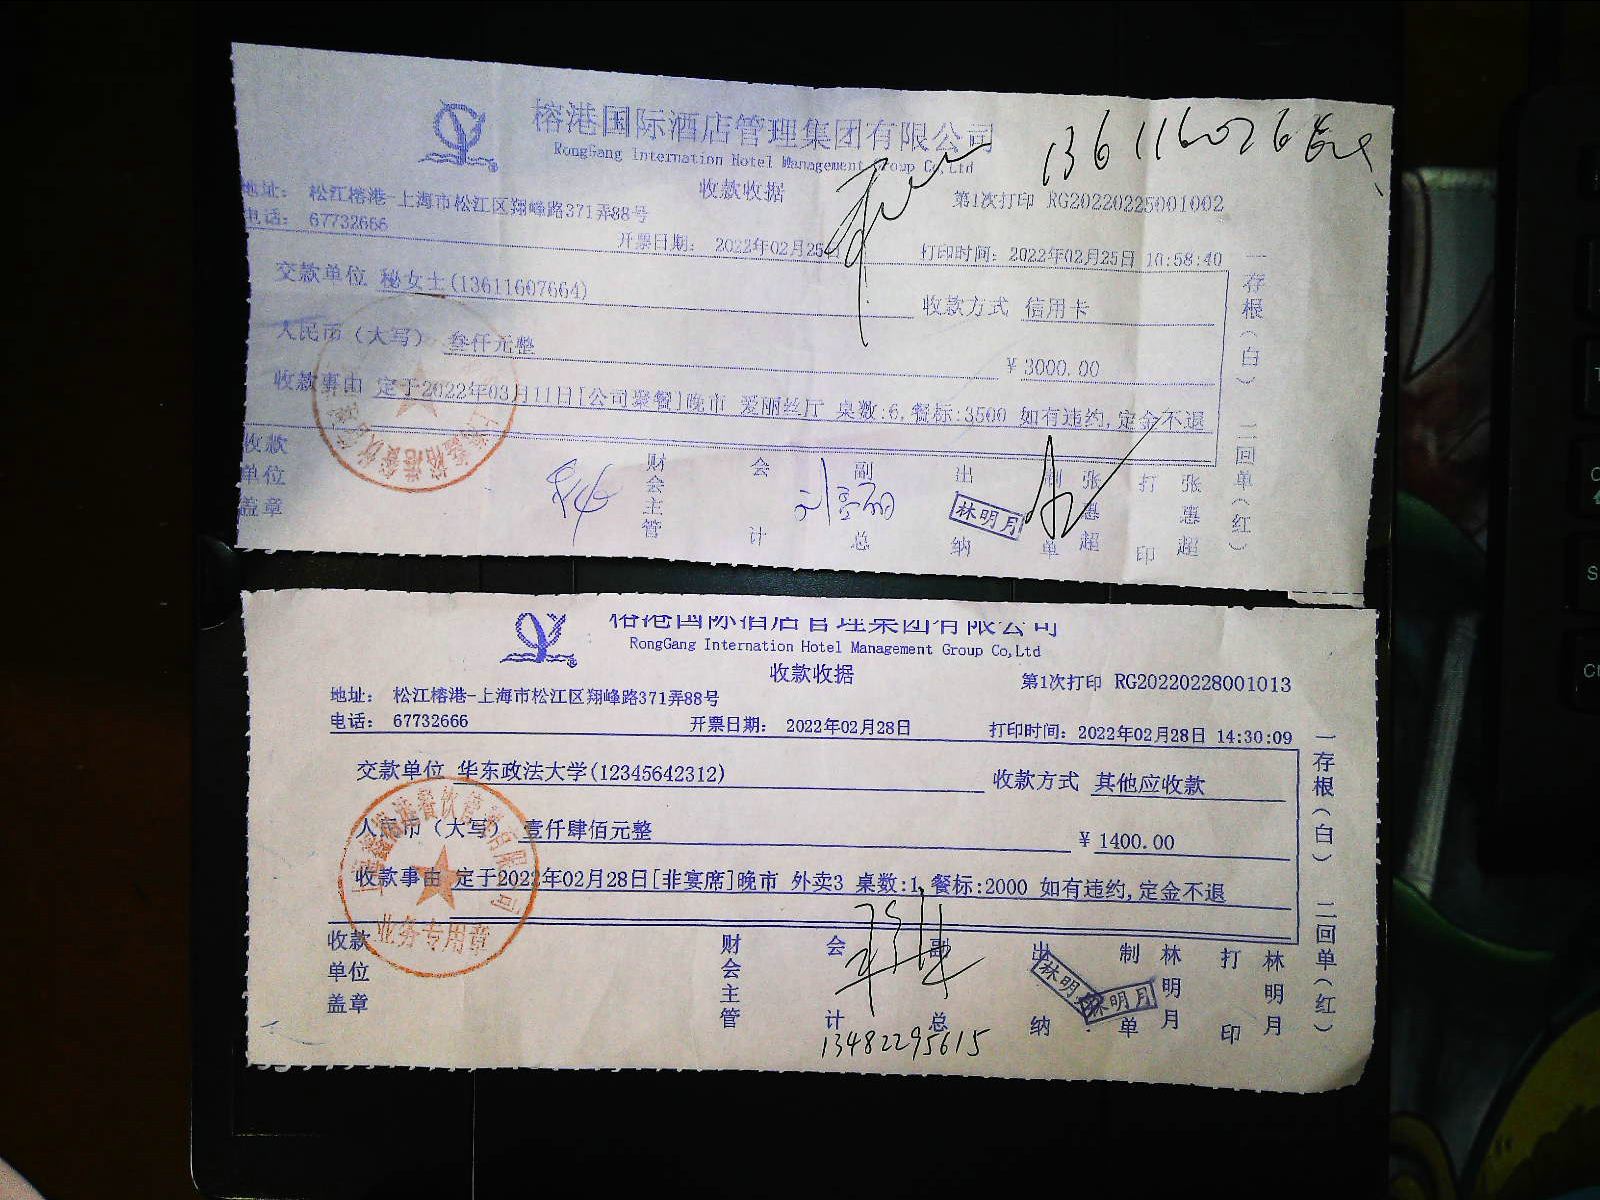 榕港国际酒店管理集团有限公司
RongGang Internation Hotel Management Group Co,Ltd
收款收据
第1次打印 RG20220225001002
地址: 松江榕港-上海市松江区翔峰路371弄88号
电话: 67732666
开票日期: 2022年02月25日
打印时间: 2022年02月25日 10:58:40
交款单位 秘女士(13611607664)
收款方式 信用卡
人民币（大写） 叁仟元整
¥ 3000.00
收款事由 定于2022年03月11日[公司聚餐]晚市 爱丽丝厅 桌数:6,餐标:3500 如有违约,定金不退
收款单位盖章
财会主管
会计
副总
出纳
林明月
制单
张惠超
打印
张惠超
一存根(白) 二回单(红)
榕港国际酒店管理集团有限公司
RongGang Internation Hotel Management Group Co,Ltd
收款收据
第1次打印 RG20220228001013
地址: 松江榕港-上海市松江区翔峰路371弄88号
电话: 67732666
开票日期: 2022年02月28日
打印时间: 2022年02月28日 14:30:09
交款单位 华东政法大学(12345642312)
收款方式 其他应收款
人民币（大写） 壹仟肆佰元整
¥ 1400.00
收款事由 定于2022年02月28日[非宴席]晚市 外卖3 桌数:1,餐标:2000 如有违约,定金不退
业务专用章
收款单位盖章
财会主管
会计
副总
出纳
林明月
林明月
制单
林明月
打印
林明月
13482295615
一存根(白) 二回单(红)